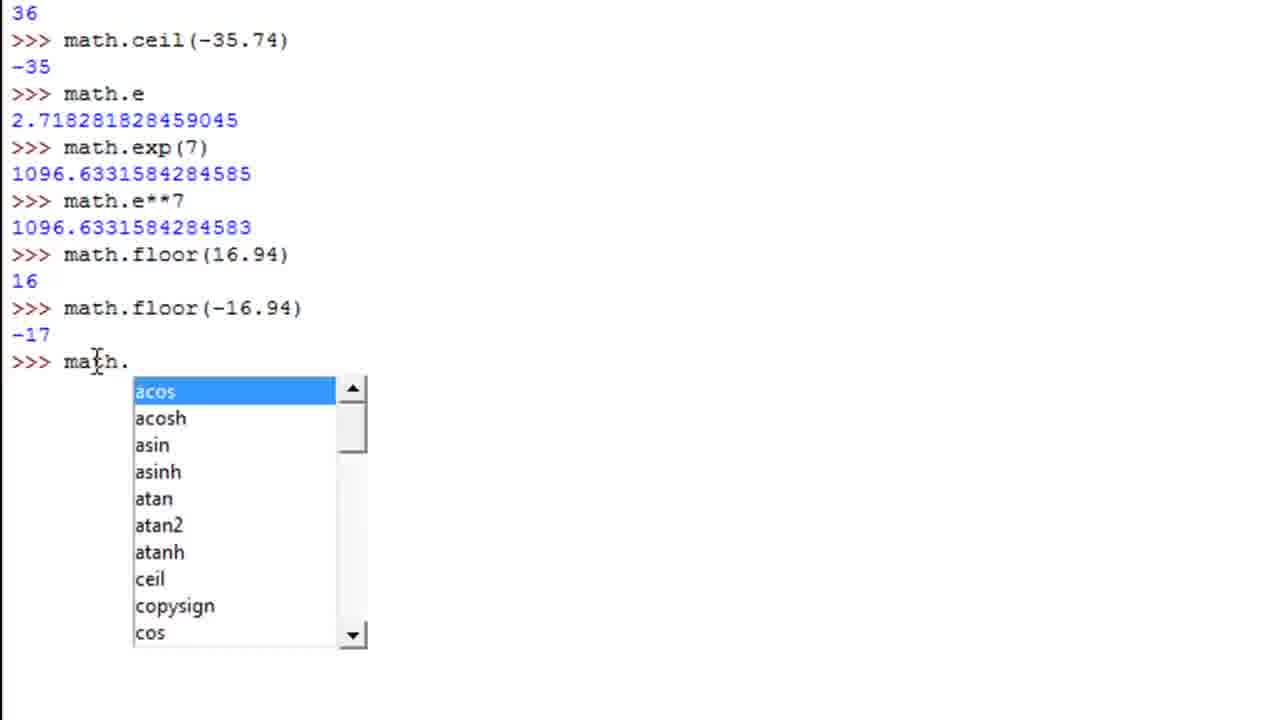 36
>>> math.ceil(-35.74)
-35
>>> math.e
2.718281828459045
>>> math.exp(7)
1096.6331584284585
>>> math.e**7
1096.6331584284583
>>> math.floor(16.94)
16
>>> math.floor(-16.94)
-17
>>> math.
acos
acosh
asin
asinh
atan
atan2
atanh
ceil
copysign
cos